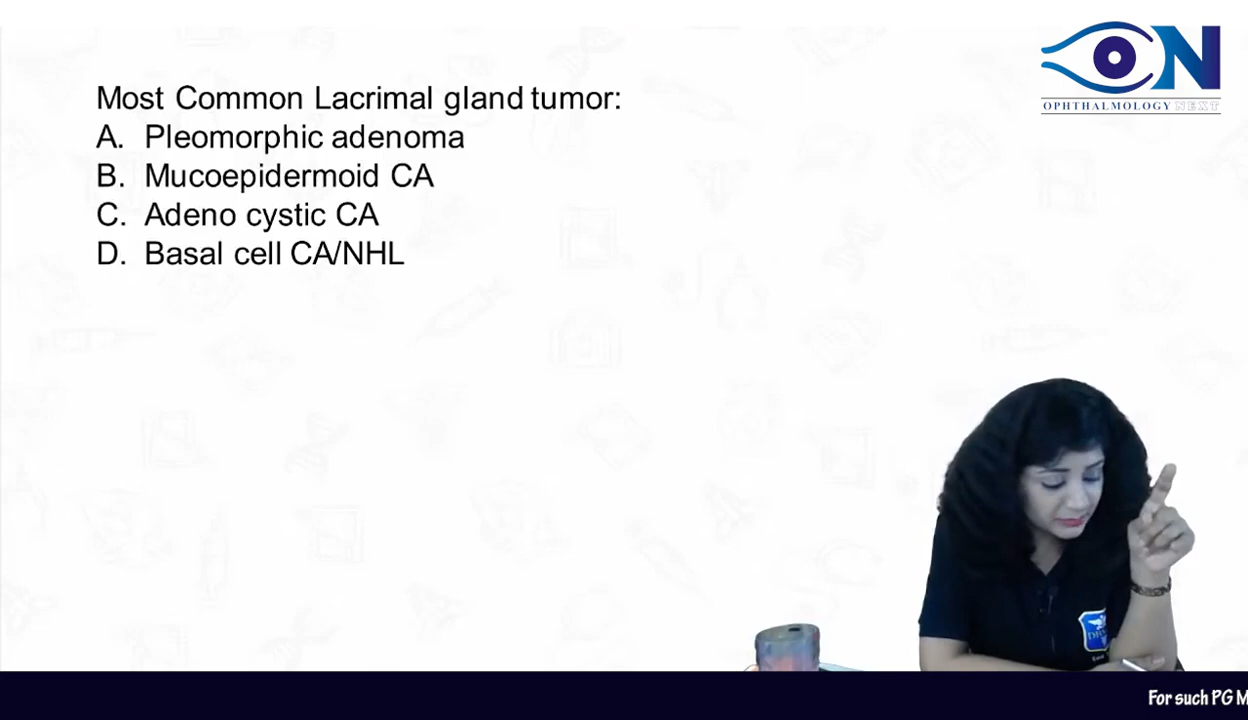 Most Common Lacrimal gland tumor:
A. Pleomorphic adenoma
B. Mucoepidermoid CA
C. Adeno cystic CA
D. Basal cell CA/NHL
ON
OPHTHALMOLOGY NEXT
For such PG M